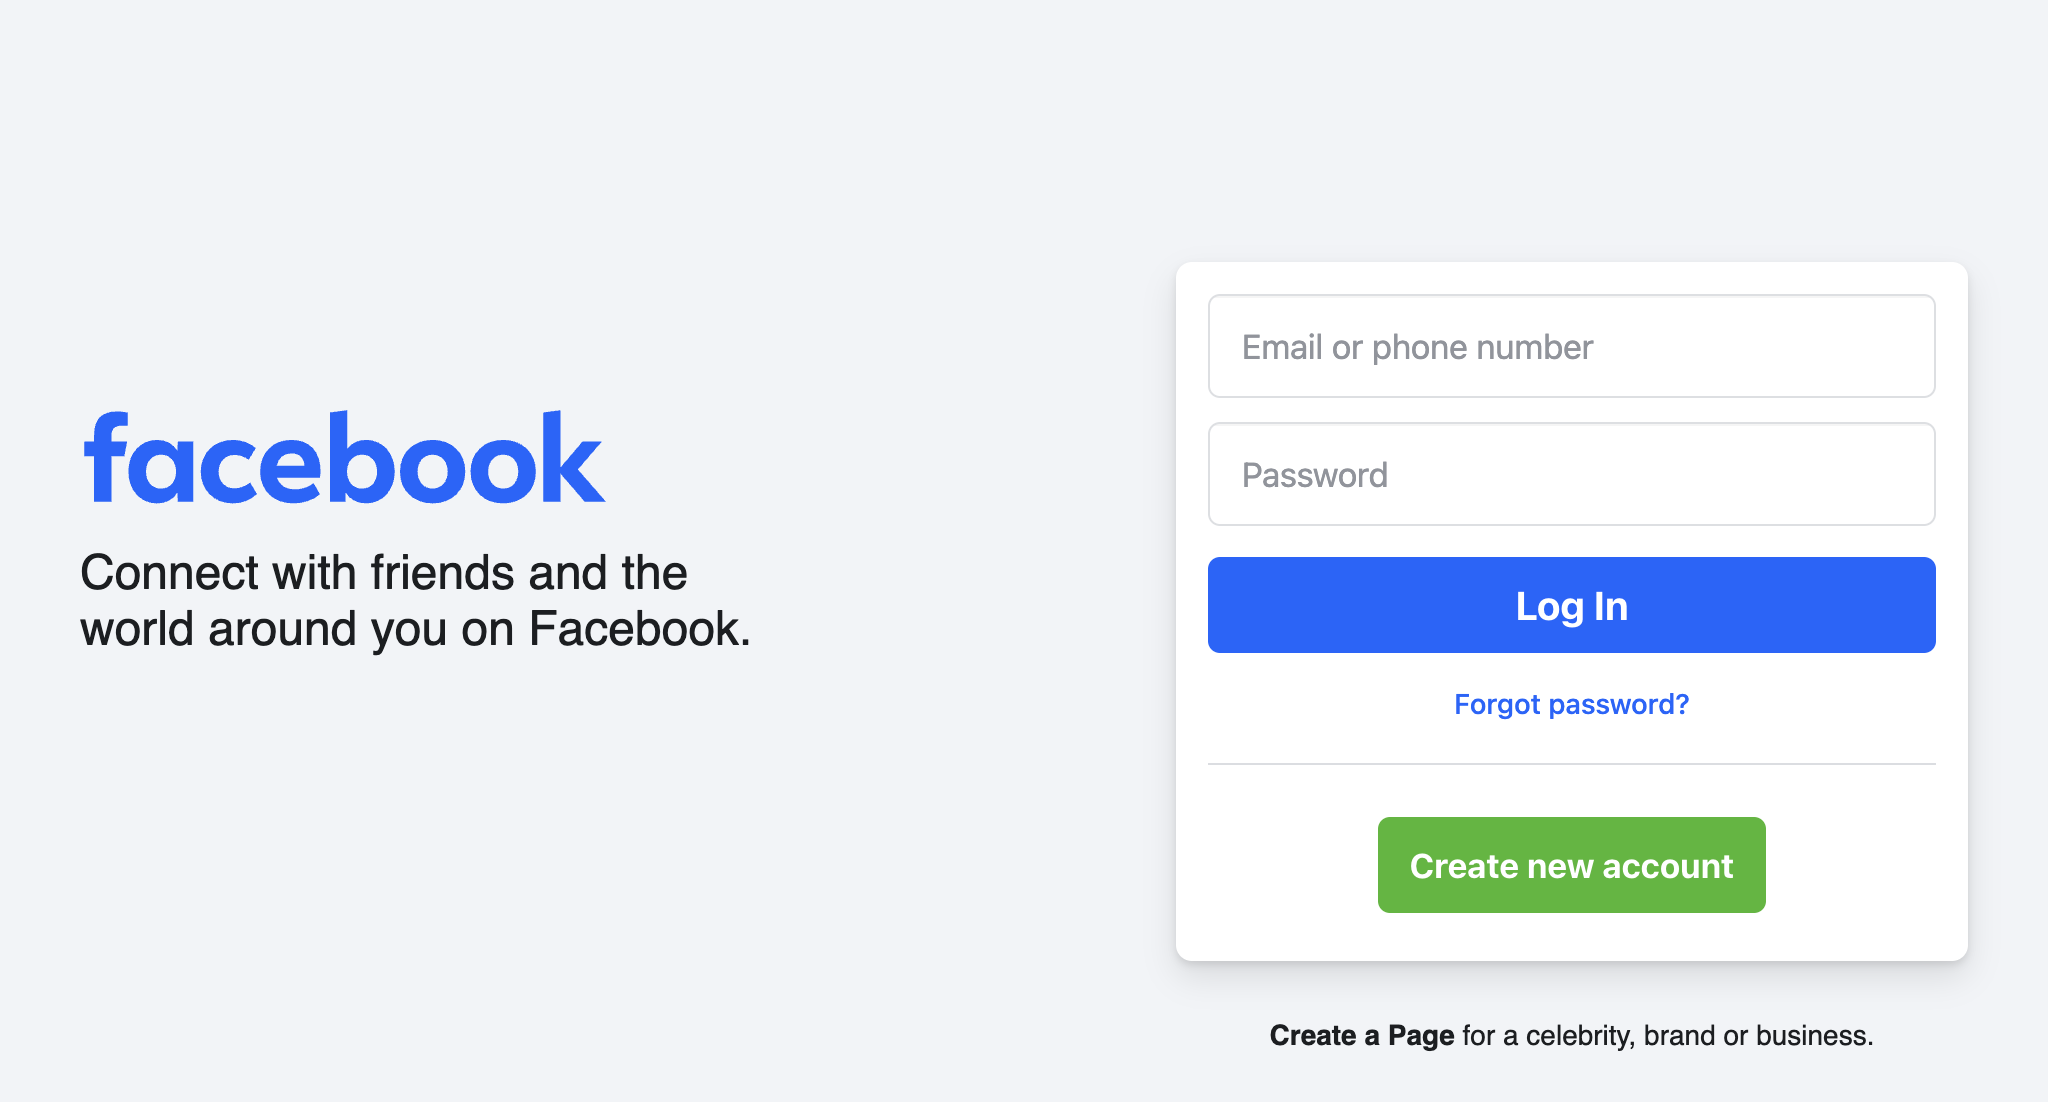 facebook
Connect with friends and the
world around you on Facebook.
Email or phone number
Password
Log In
Forgot password?
Create new account
Create a Page for a celebrity, brand or business.